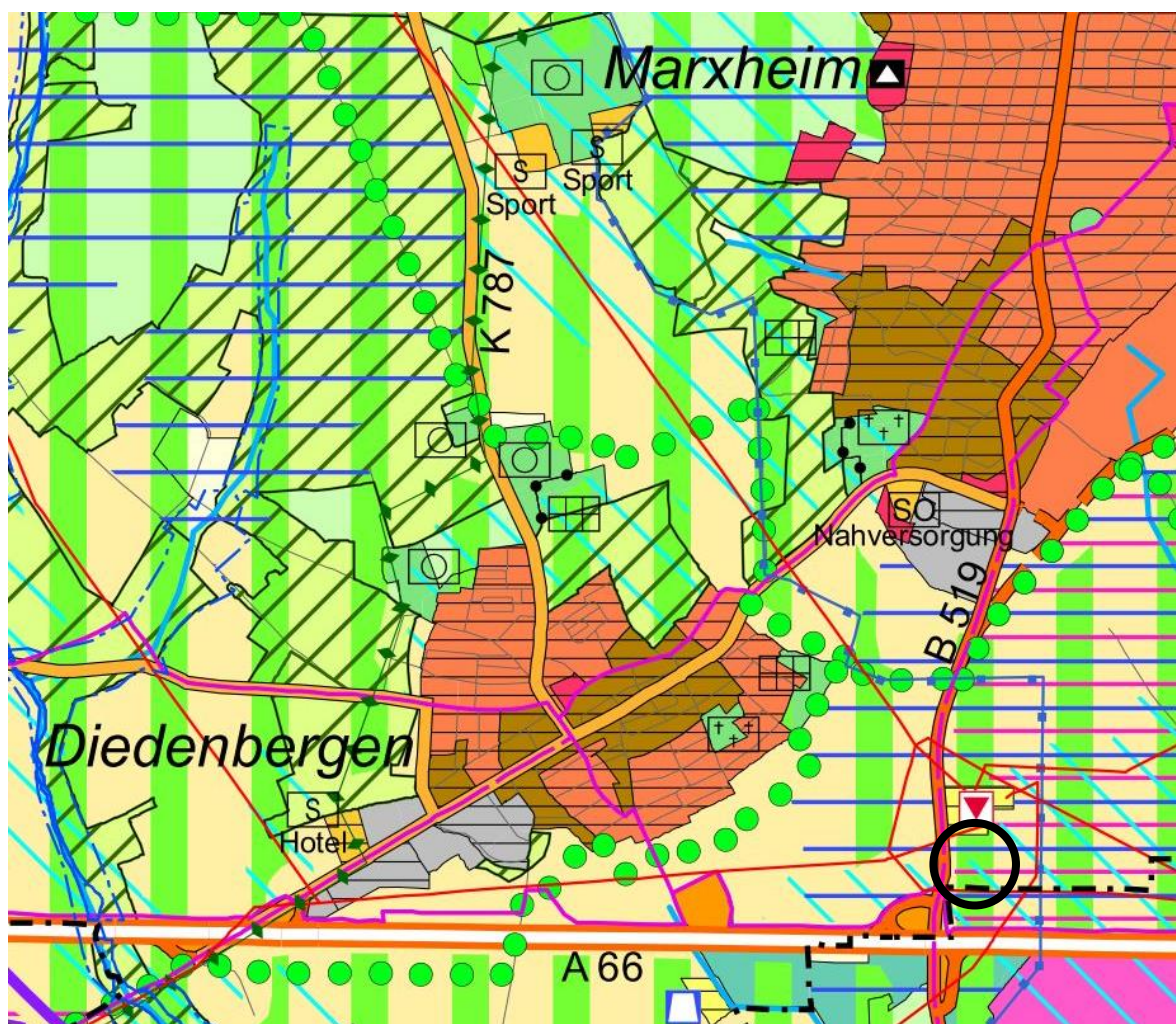 Marxheim
S
S
Sport
Sport
K 787
SO
Nahversorgung
B 519
Diedenbergen
S
Hotel
A 66